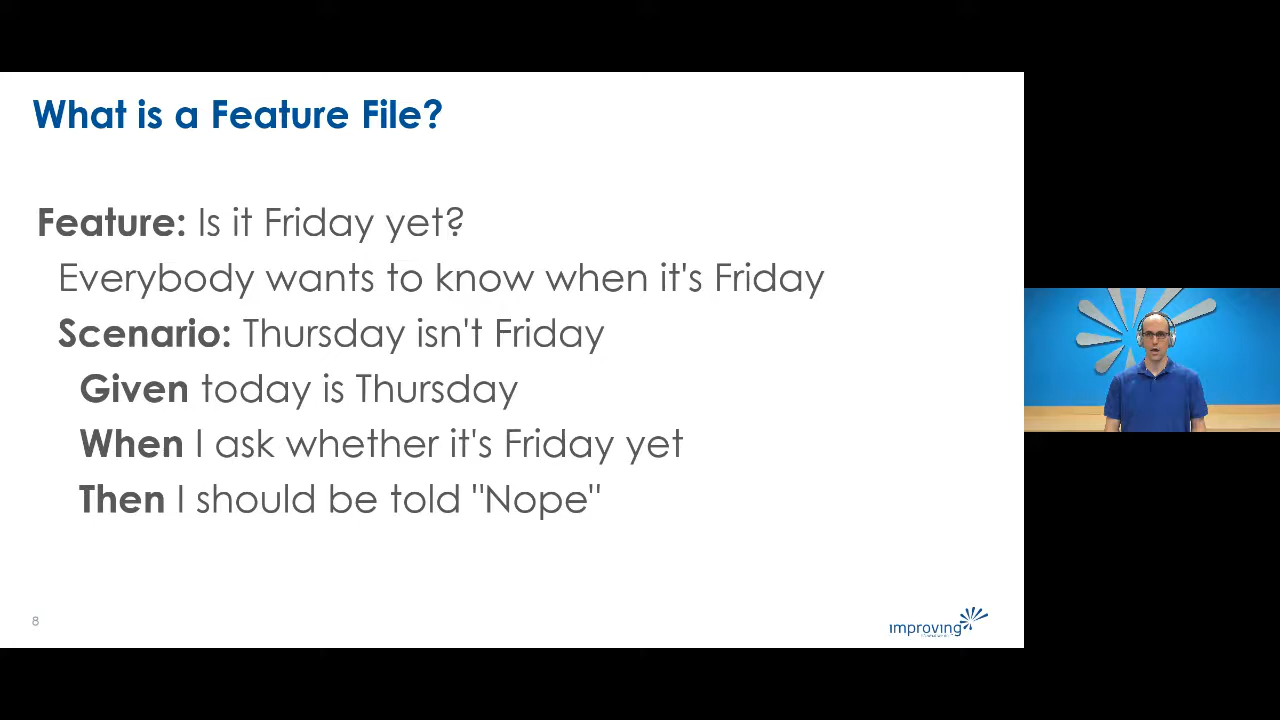 What is a Feature File?
Feature: Is it Friday yet?
Everybody wants to know when it's Friday
Scenario: Thursday isn't Friday
Given today is Thursday
When I ask whether it's Friday yet
Then I should be told "Nope"
8
improving